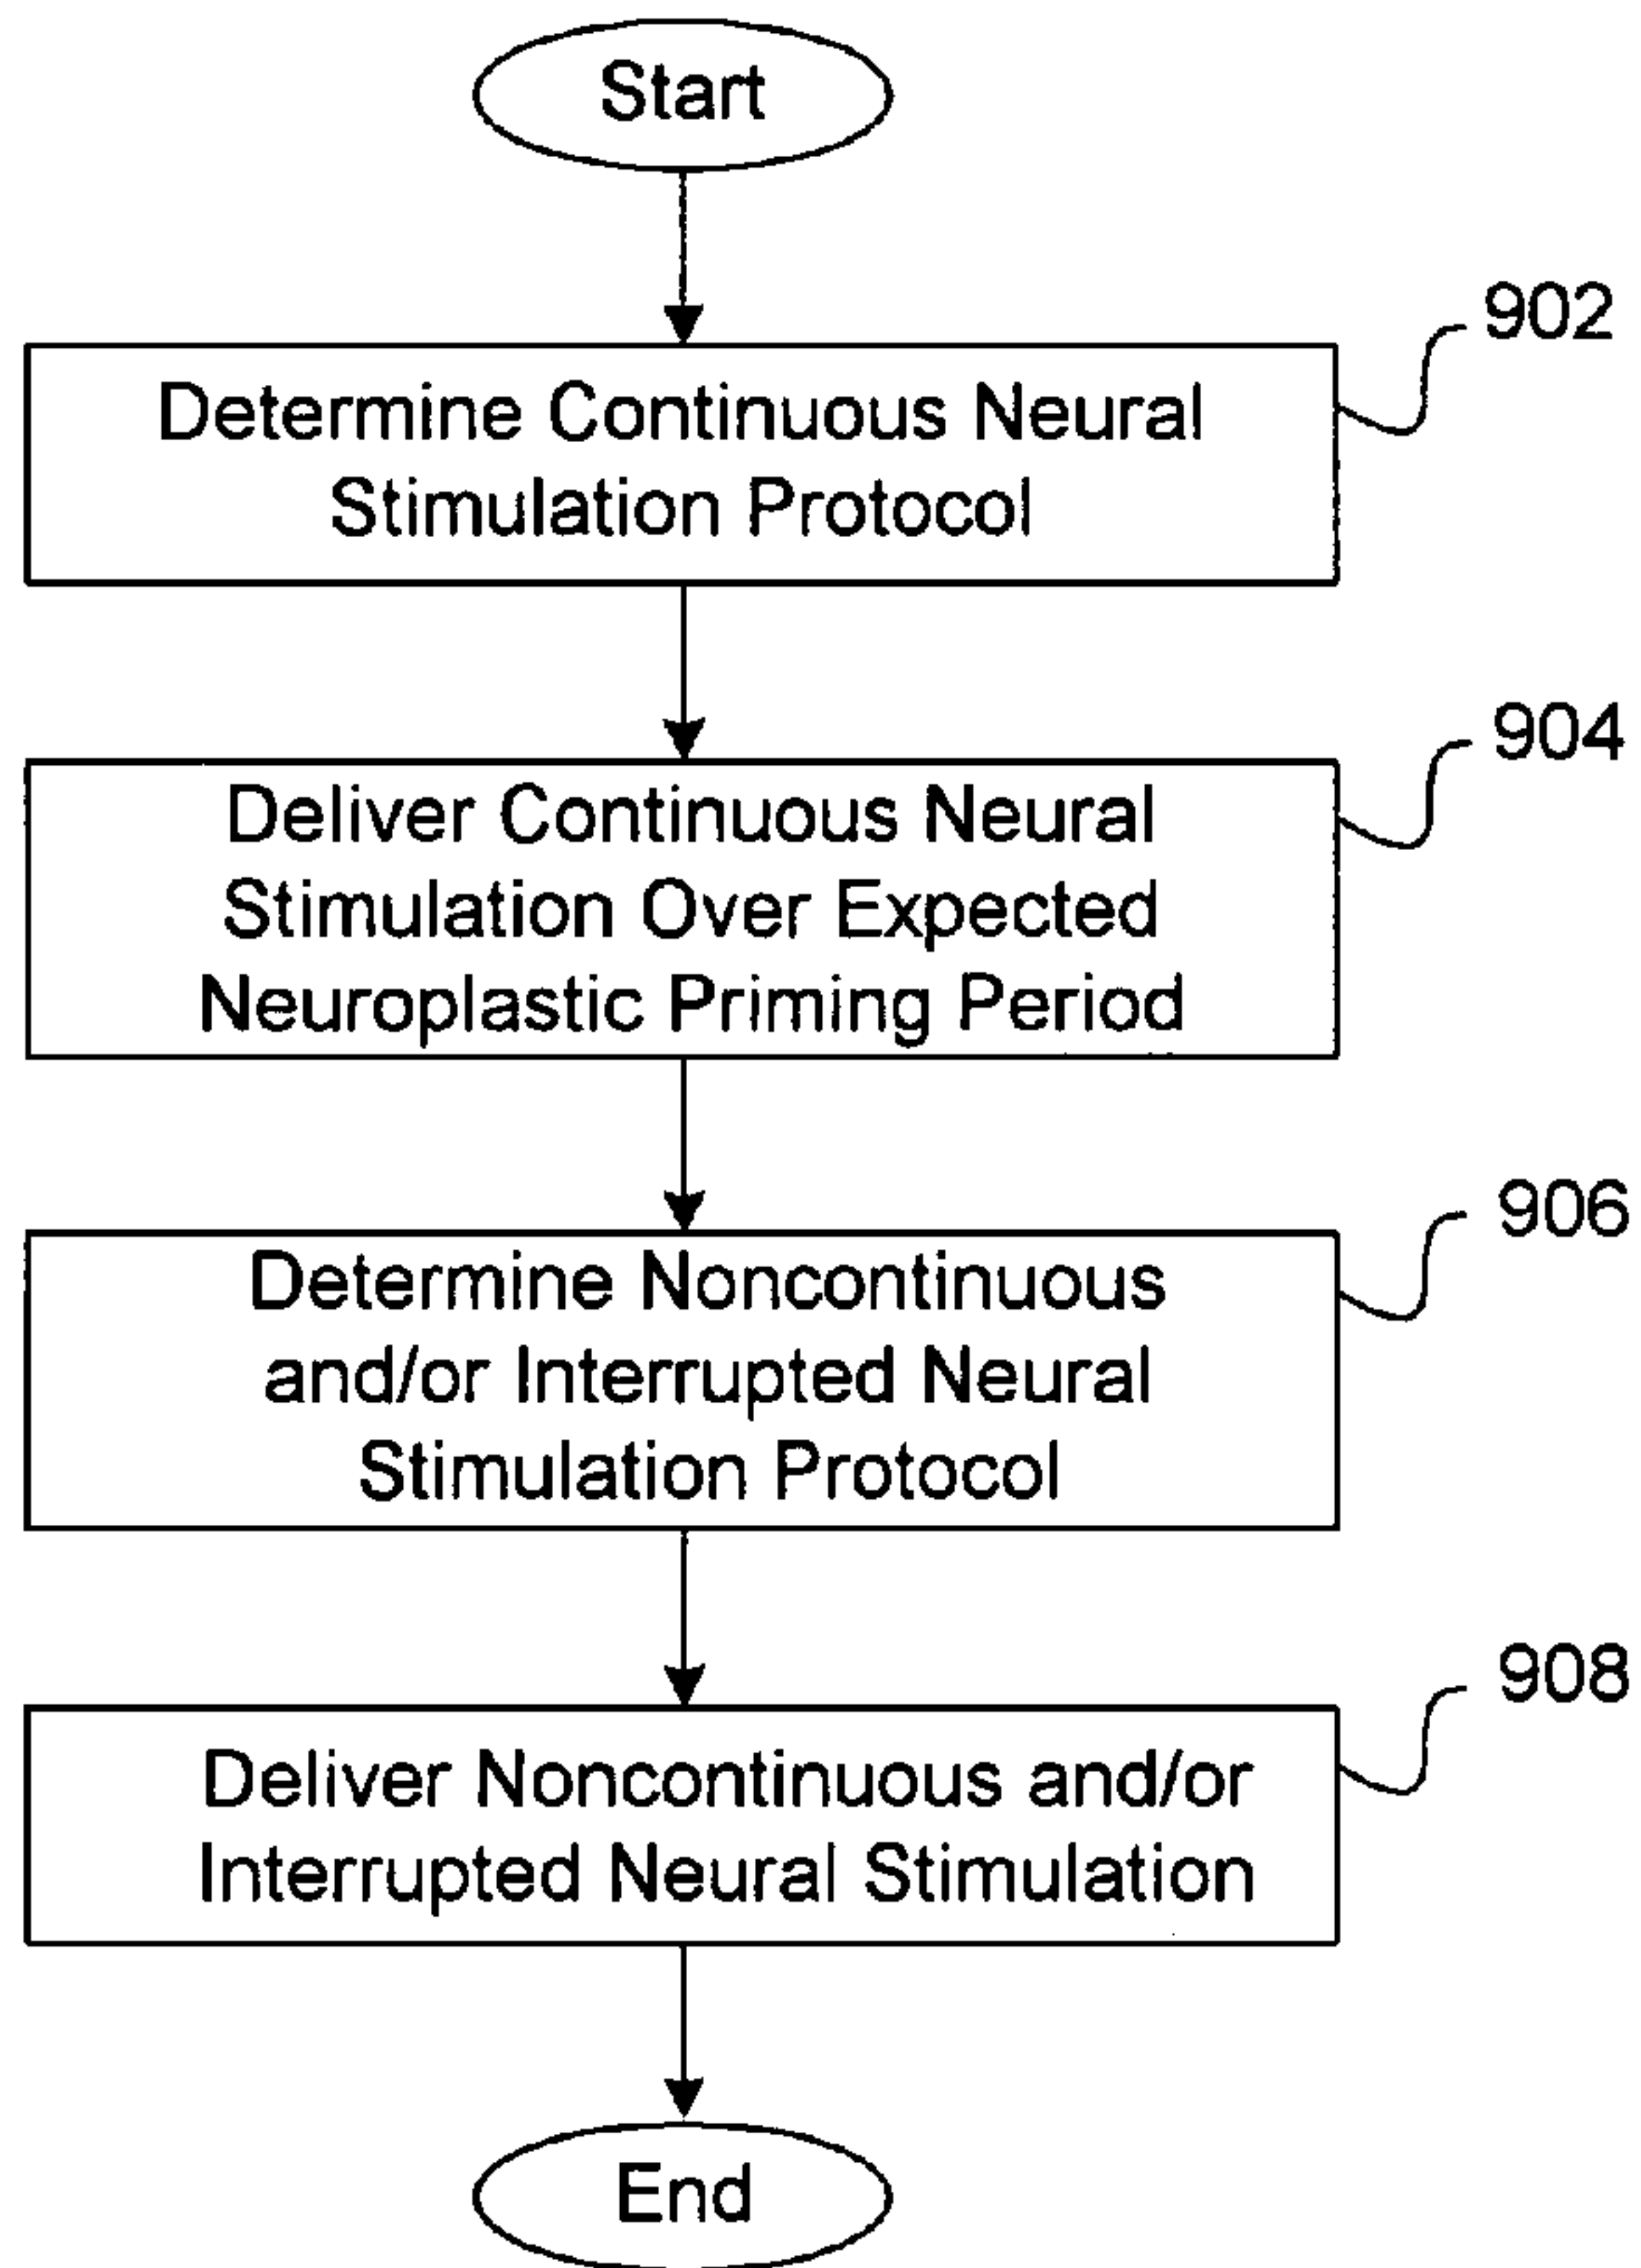 Start
902
Determine Continuous Neural
Stimulation Protocol
904
Deliver Continuous Neural
Stimulation Over Expected
Neuroplastic Priming Period
906
Determine Noncontinuous
and/or Interrupted Neural
Stimulation Protocol
908
Deliver Noncontinuous and/or
Interrupted Neural Stimulation
End